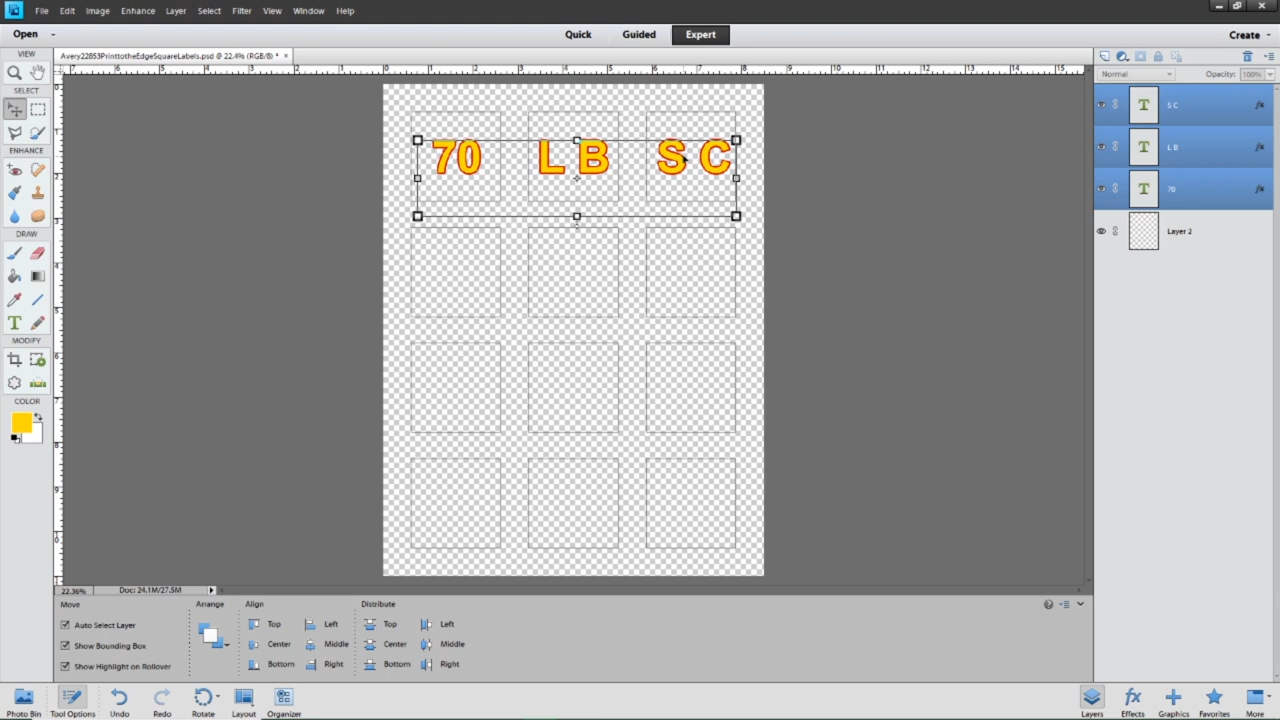 File Edit Image Enhance Layer Select Filter View Window Help
Open Quick Guided Expert Create
Avery22853PrinttotheEdgeSquareLabels.psd @ 22.4% (RGB/8) * ×
VIEW
SELECT
ENHANCE
DRAW
MODIFY
COLOR
70 L B S C
Normal Opacity: 100%
S C
L B
70
Layer 2
22.36% Doc: 24.1M/27.5M
Move Arrange Align Distribute
Auto Select Layer Top Left Top Left
Show Bounding Box Center Middle Center Middle
Show Highlight on Rollover Bottom Right Bottom Right
Photo Bin Tool Options Undo Redo Rotate Layout Organizer Layers Effects Graphics Favorites More